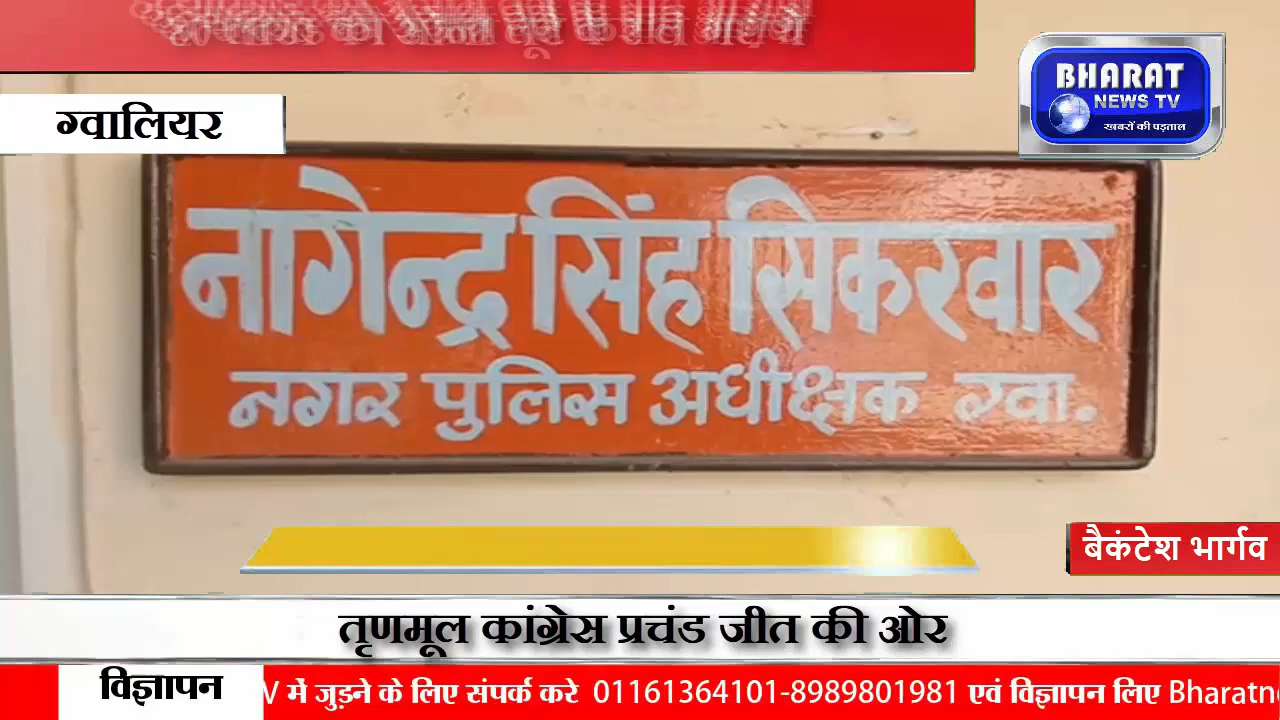 ग्वालियर
BHARAT
NEWS TV
खबरों की पड़ताल
नागेन्द्र सिंह सिकरवार
नगर पुलिस अधीक्षक ग्वा.
बैकंटेश भार्गव
तृणमूल कांग्रेस प्रचंड जीत की ओर
विज्ञापन
V में जुड़ने के लिए संपर्क करे 01161364101-8989801981 एवं विज्ञापन लिए Bharatne